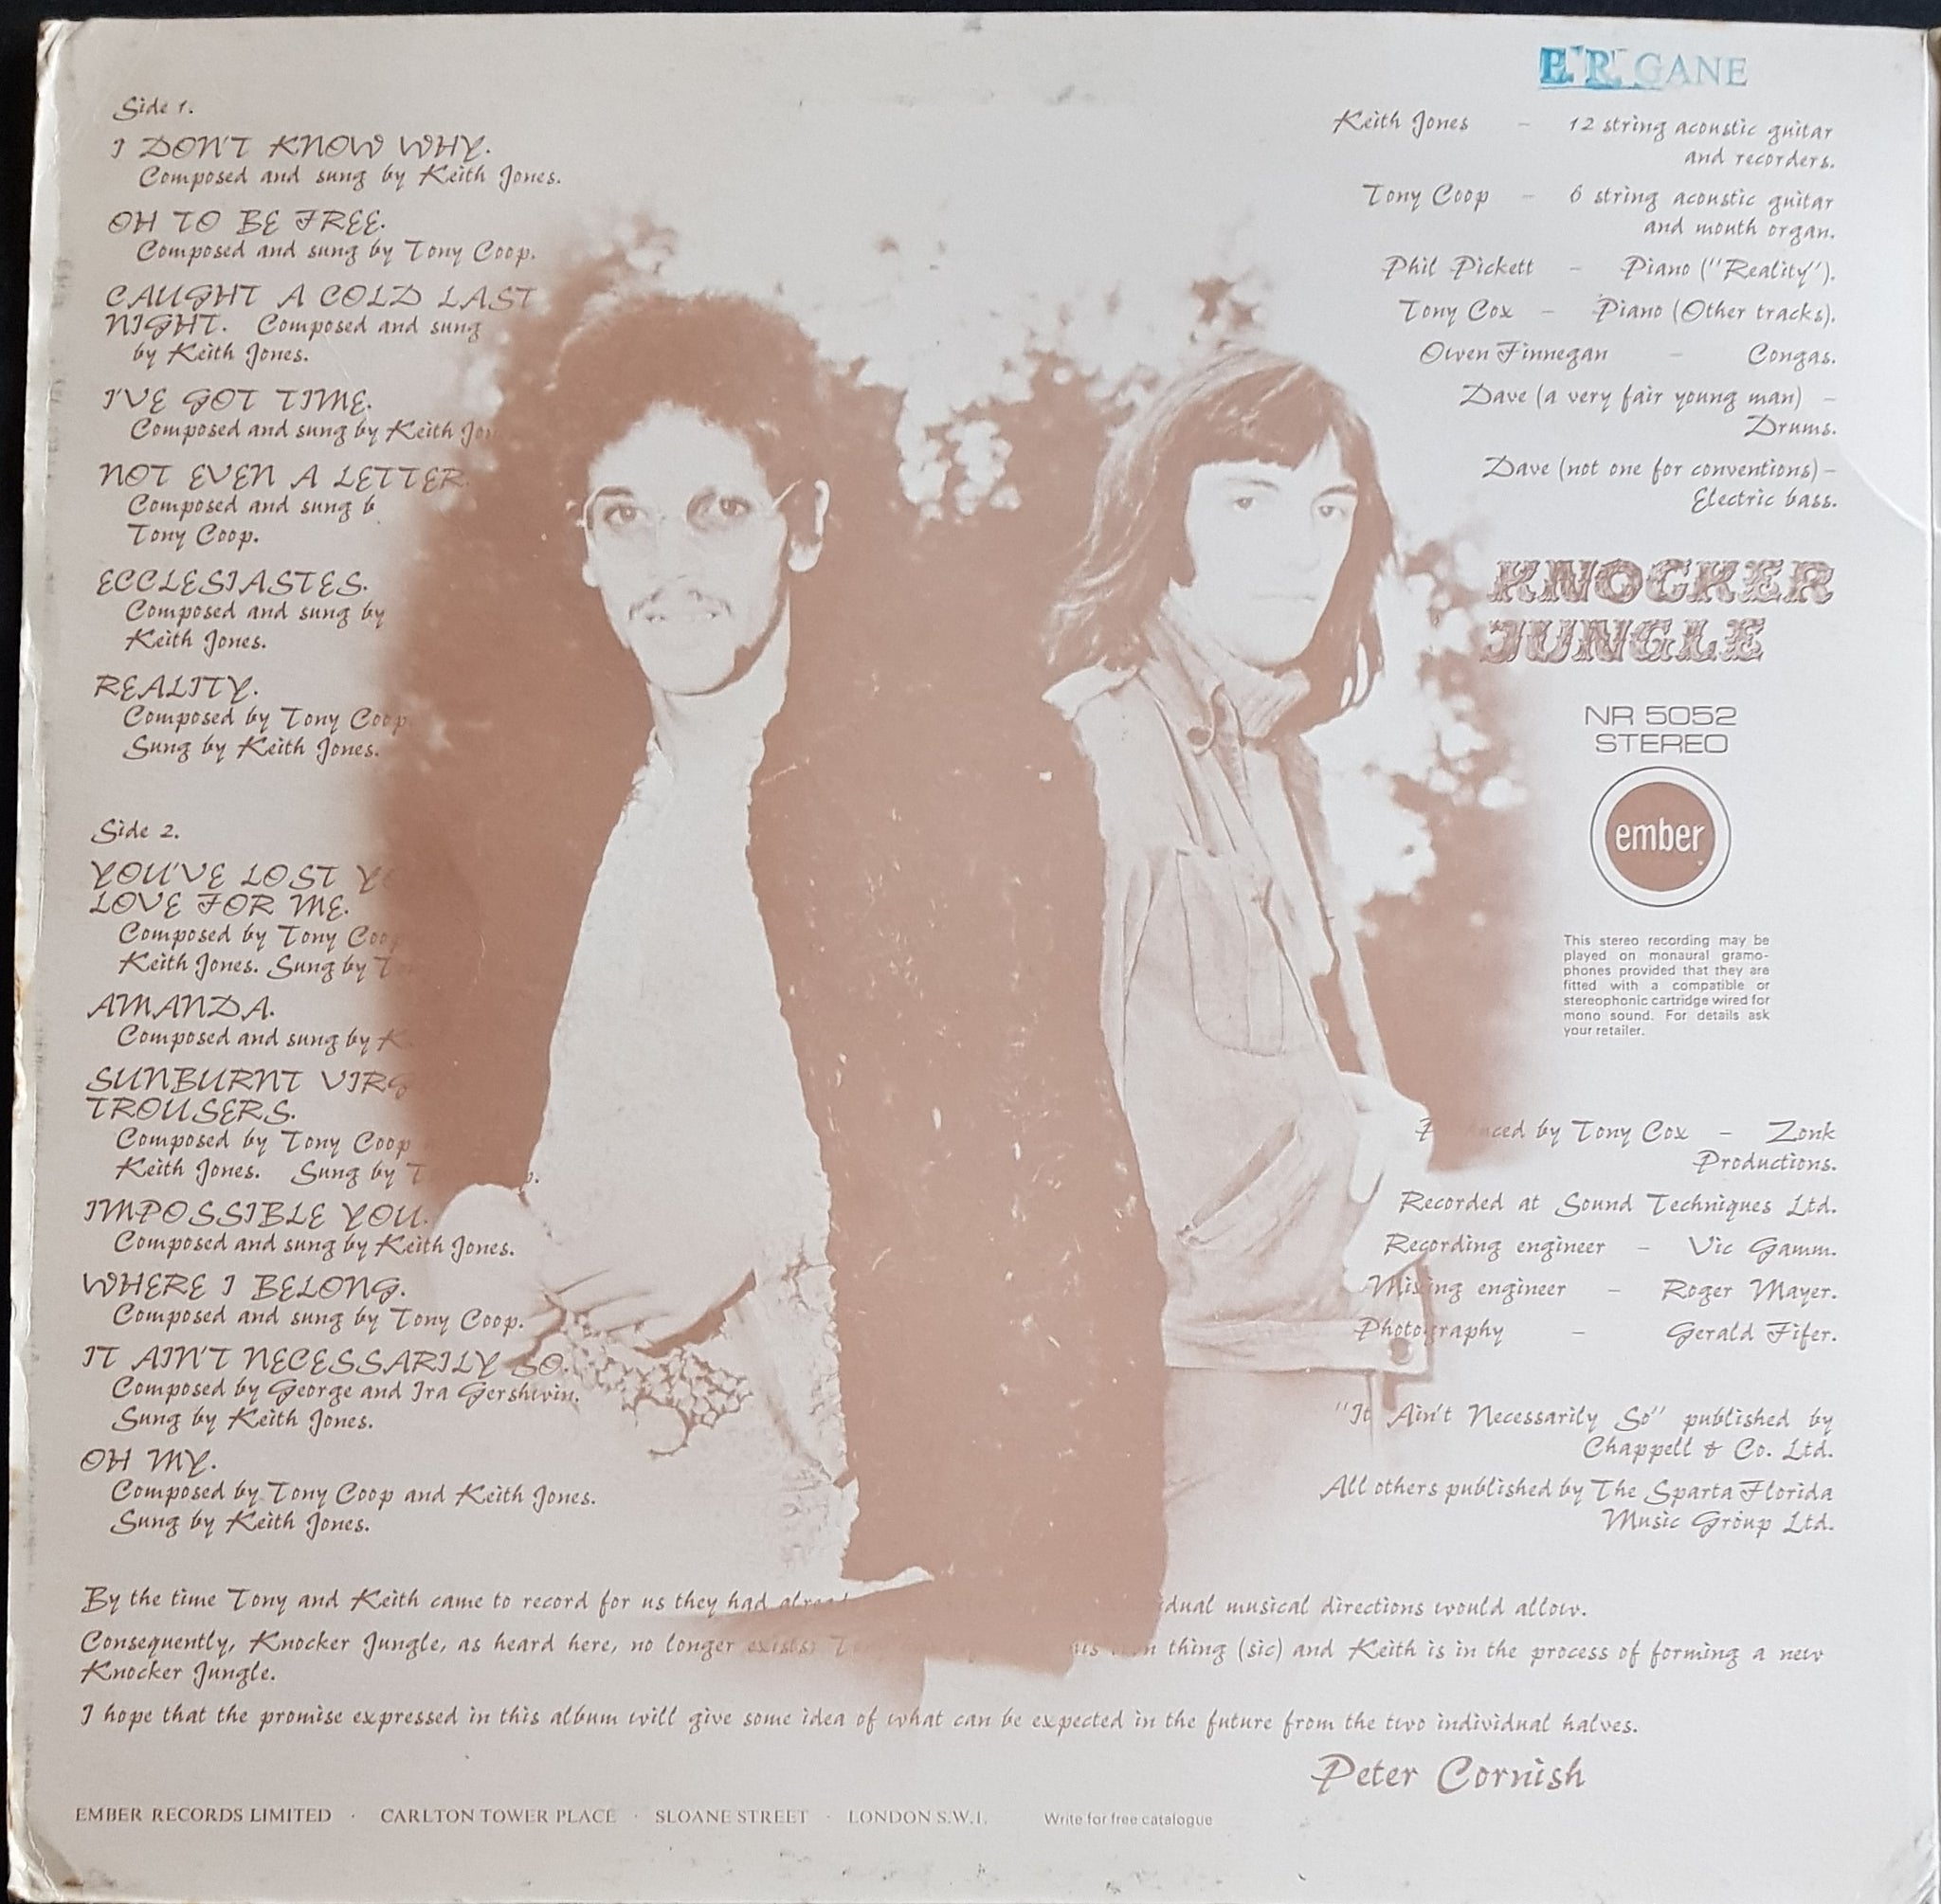 Side 1.
I DON'T KNOW WHY.
Composed and sung by Keith Jones.
OH TO BE FREE.
Composed and sung by Tony Coop.
CAUGHT A COLD LAST
NIGHT. Composed and sung
by Keith Jones.
I'VE GOT TIME.
Composed and sung by Keith Jon
NOT EVEN A LETTER.
Composed and sung b
Tony Coop.
ECCLESIASTES.
Composed and sung by
Keith Jones.
REALITY.
Composed by Tony Coop
Sung by Keith Jones.
Side 2.
YOU'VE LOST YO
LOVE FOR ME.
Composed by Tony Coop
Keith Jones. Sung by To
AMANDA.
Composed and sung by K
SUNBURNT VIRG
TROUSERS.
Composed by Tony Coop
Keith Jones. Sung by T p.
IMPOSSIBLE YOU.
Composed and sung by Keith Jones.
WHERE I BELONG.
Composed and sung by Tony Coop.
IT AIN'T NECESSARILY SO.
Composed by George and Ira Gershwin.
Sung by Keith Jones.
OH MY.
Composed by Tony Coop and Keith Jones.
Sung by Keith Jones.
P.R. GANE
Keith Jones - 12 string acoustic guitar
and recorders.
Tony Coop - 6 string acoustic guitar
and mouth organ.
Phil Pickett - Piano ("Reality").
Tony Cox - Piano (Other tracks).
Owen Finnegan - Congas.
Dave (a very fair young man) -
Drums.
Dave (not one for conventions) -
Electric bass.
KNOCKER
JUNGLE
NR 5052
STEREO
ember
This stereo recording may be
played on monaural gramo-
phones provided that they are
fitted with a compatible or
stereophonic cartridge wired for
mono sound. For details ask
your retailer.
Produced by Tony Cox - Zonk
Productions.
Recorded at Sound Techniques Ltd.
Recording engineer - Vic Gamm.
Mixing engineer - Roger Mayer.
Photography - Gerald Fifer.
"It Ain't Necessarily So" published by
Chappell & Co. Ltd.
All others published by The Sparta Florida
Music Group Ltd.
By the time Tony and Keith came to record for us they had alread idual musical directions would allow.
Consequently, Knocker Jungle, as heard here, no longer exists: his own thing (sic) and Keith is in the process of forming a new
Knocker Jungle.
I hope that the promise expressed in this album will give some idea of what can be expected in the future from the two individual halves.
Peter Cornish
EMBER RECORDS LIMITED · CARLTON TOWER PLACE · SLOANE STREET · LONDON S.W.1. Write for free catalogue